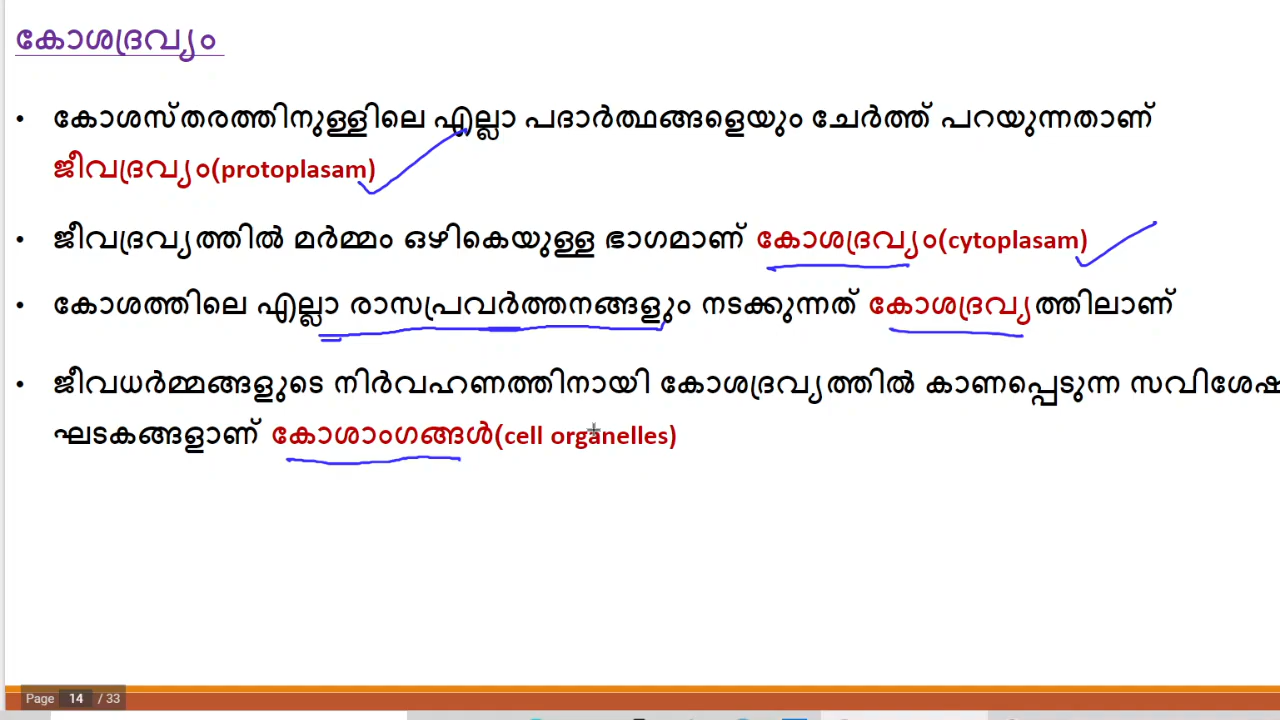 കോശദ്രവ്യം
• കോശസ്തരത്തിനുള്ളിലെ എല്ലാ പദാർത്ഥങ്ങളെയും ചേർത്ത് പറയുന്നതാണ്
ജീവദ്രവ്യം(protoplasam)
• ജീവദ്രവ്യത്തിൽ മർമ്മം ഒഴികെയുള്ള ഭാഗമാണ് കോശദ്രവ്യം(cytoplasam)
• കോശത്തിലെ എല്ലാ രാസപ്രവർത്തനങ്ങളും നടക്കുന്നത് കോശദ്രവ്യത്തിലാണ്
• ജീവധർമ്മങ്ങളുടെ നിർവഹണത്തിനായി കോശദ്രവ്യത്തിൽ കാണപ്പെടുന്ന സവിശേഷ
ഘടകങ്ങളാണ് കോശാംഗങ്ങൾ(cell organelles)
Page 14 / 33